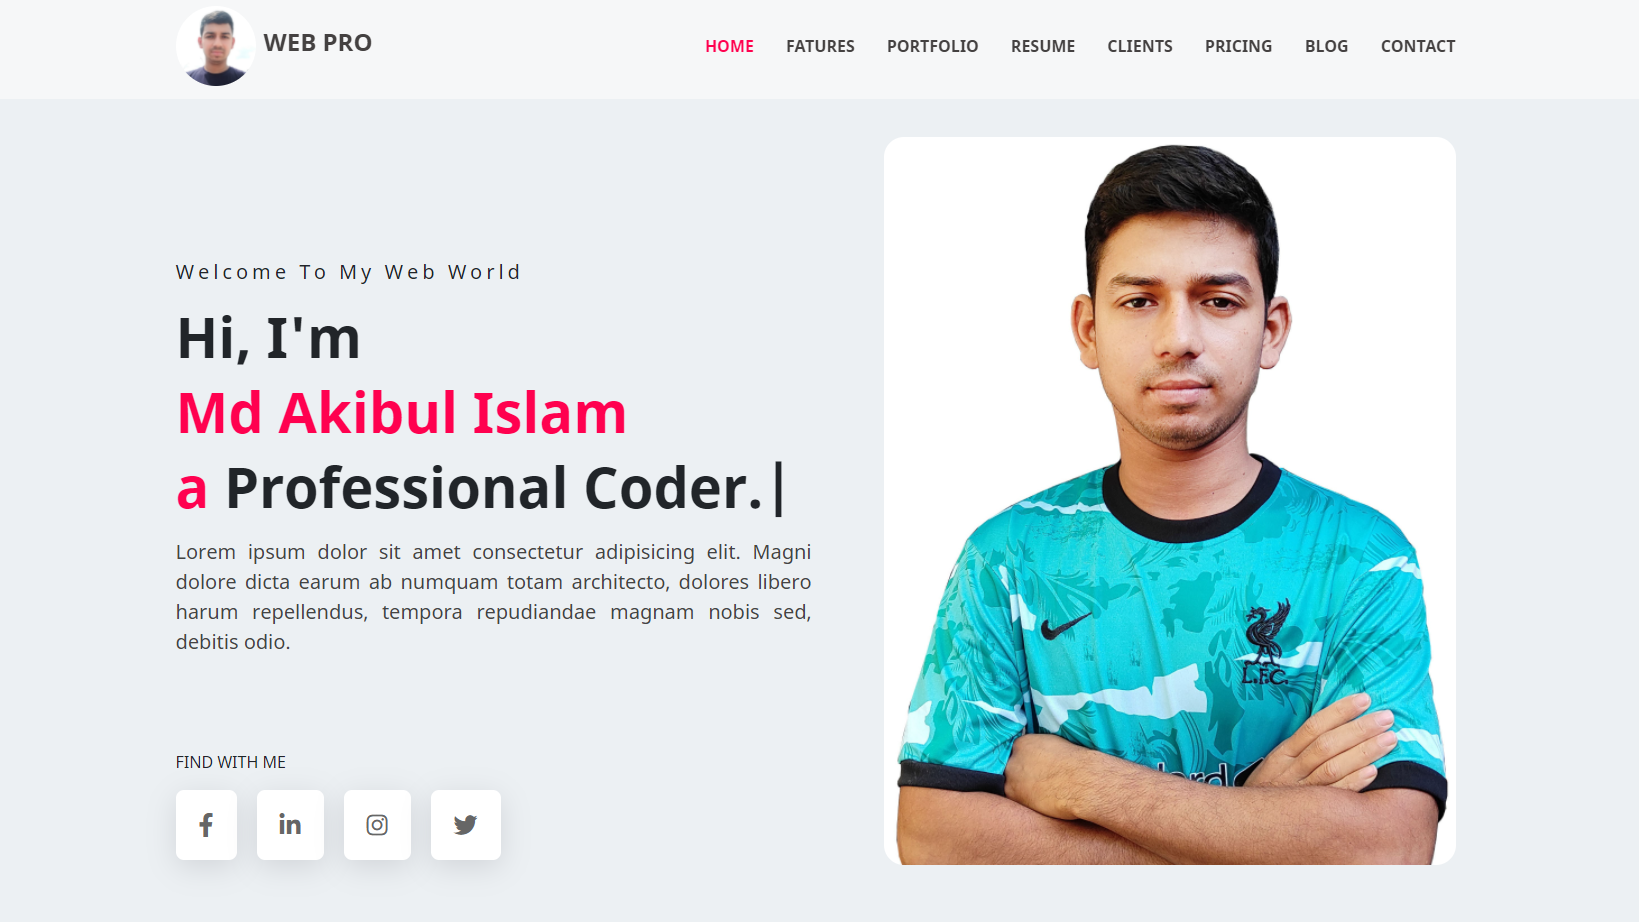 WEB PRO
HOME FATURES PORTFOLIO RESUME CLIENTS PRICING BLOG CONTACT
Welcome To My Web World
Hi, I'm
Md Akibul Islam
a Professional Coder.|
Lorem ipsum dolor sit amet consectetur adipisicing elit. Magni
dolore dicta earum ab numquam totam architecto, dolores libero
harum repellendus, tempora repudiandae magnam nobis sed,
debitis odio.
L.F.C.
FIND WITH ME